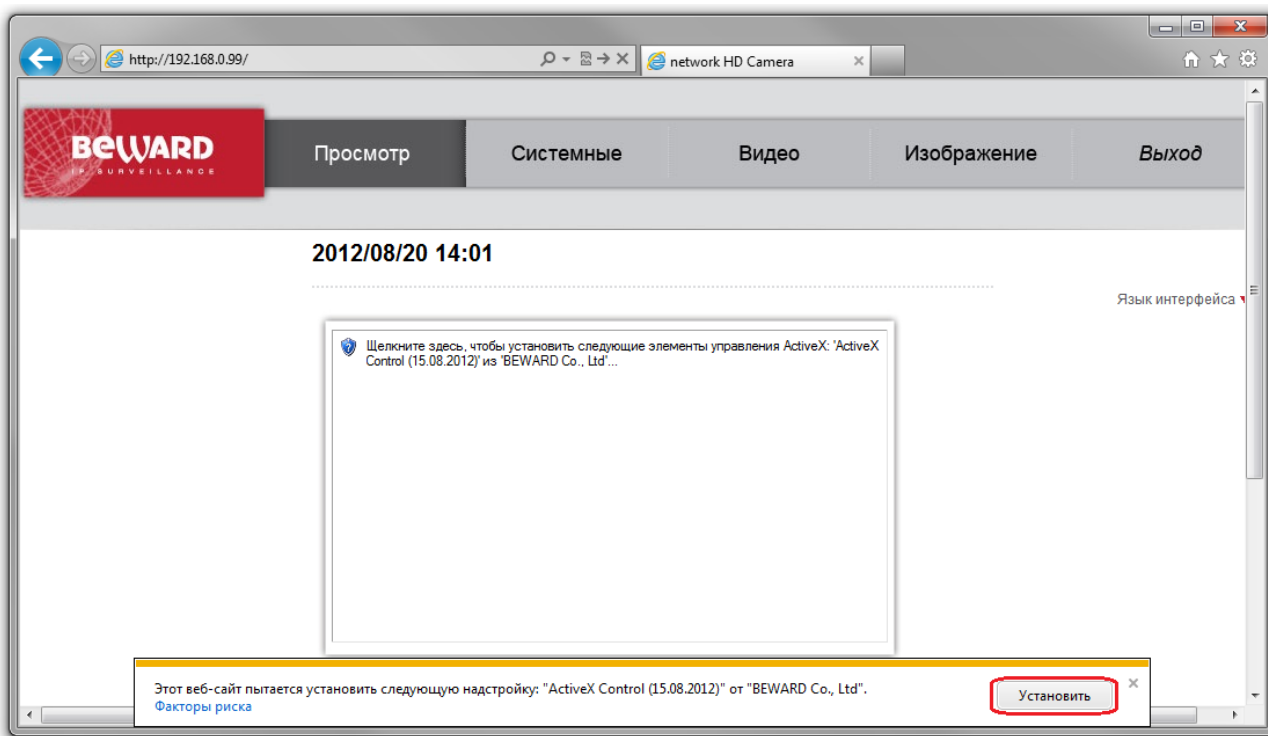 http://192.168.0.99/
network HD Camera
BEWARD
IP SURVEILLANCE
Просмотр
Системные
Видео
Изображение
Выход
2012/08/20 14:01
Язык интерфейса
Щелкните здесь, чтобы установить следующие элементы управления ActiveX: 'ActiveX
Control (15.08.2012)' из 'BEWARD Co., Ltd'...
Этот веб-сайт пытается установить следующую надстройку: "ActiveX Control (15.08.2012)" от "BEWARD Co., Ltd".
Факторы риска
Установить